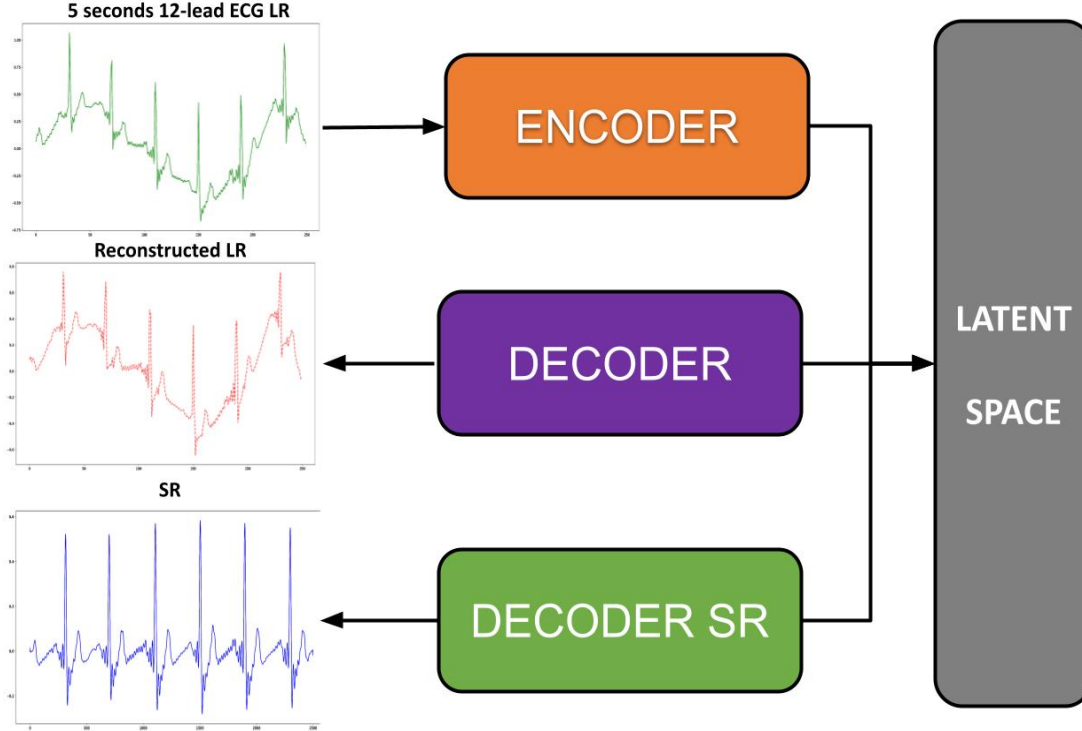 5 seconds 12-lead ECG LR
ENCODER
Reconstructed LR
DECODER
LATENT
SPACE
SR
DECODER SR